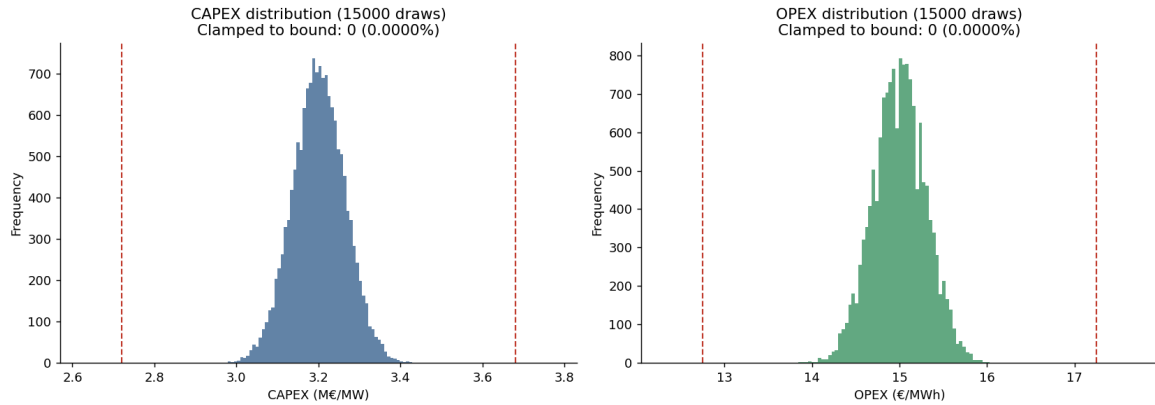 CAPEX distribution (15000 draws)
Clamped to bound: 0 (0.0000%)
Frequency
700
600
500
400
300
200
100
0
2.6 2.8 3.0 3.2 3.4 3.6 3.8
CAPEX (M€/MW)
OPEX distribution (15000 draws)
Clamped to bound: 0 (0.0000%)
Frequency
800
700
600
500
400
300
200
100
0
13 14 15 16 17
OPEX (€/MWh)